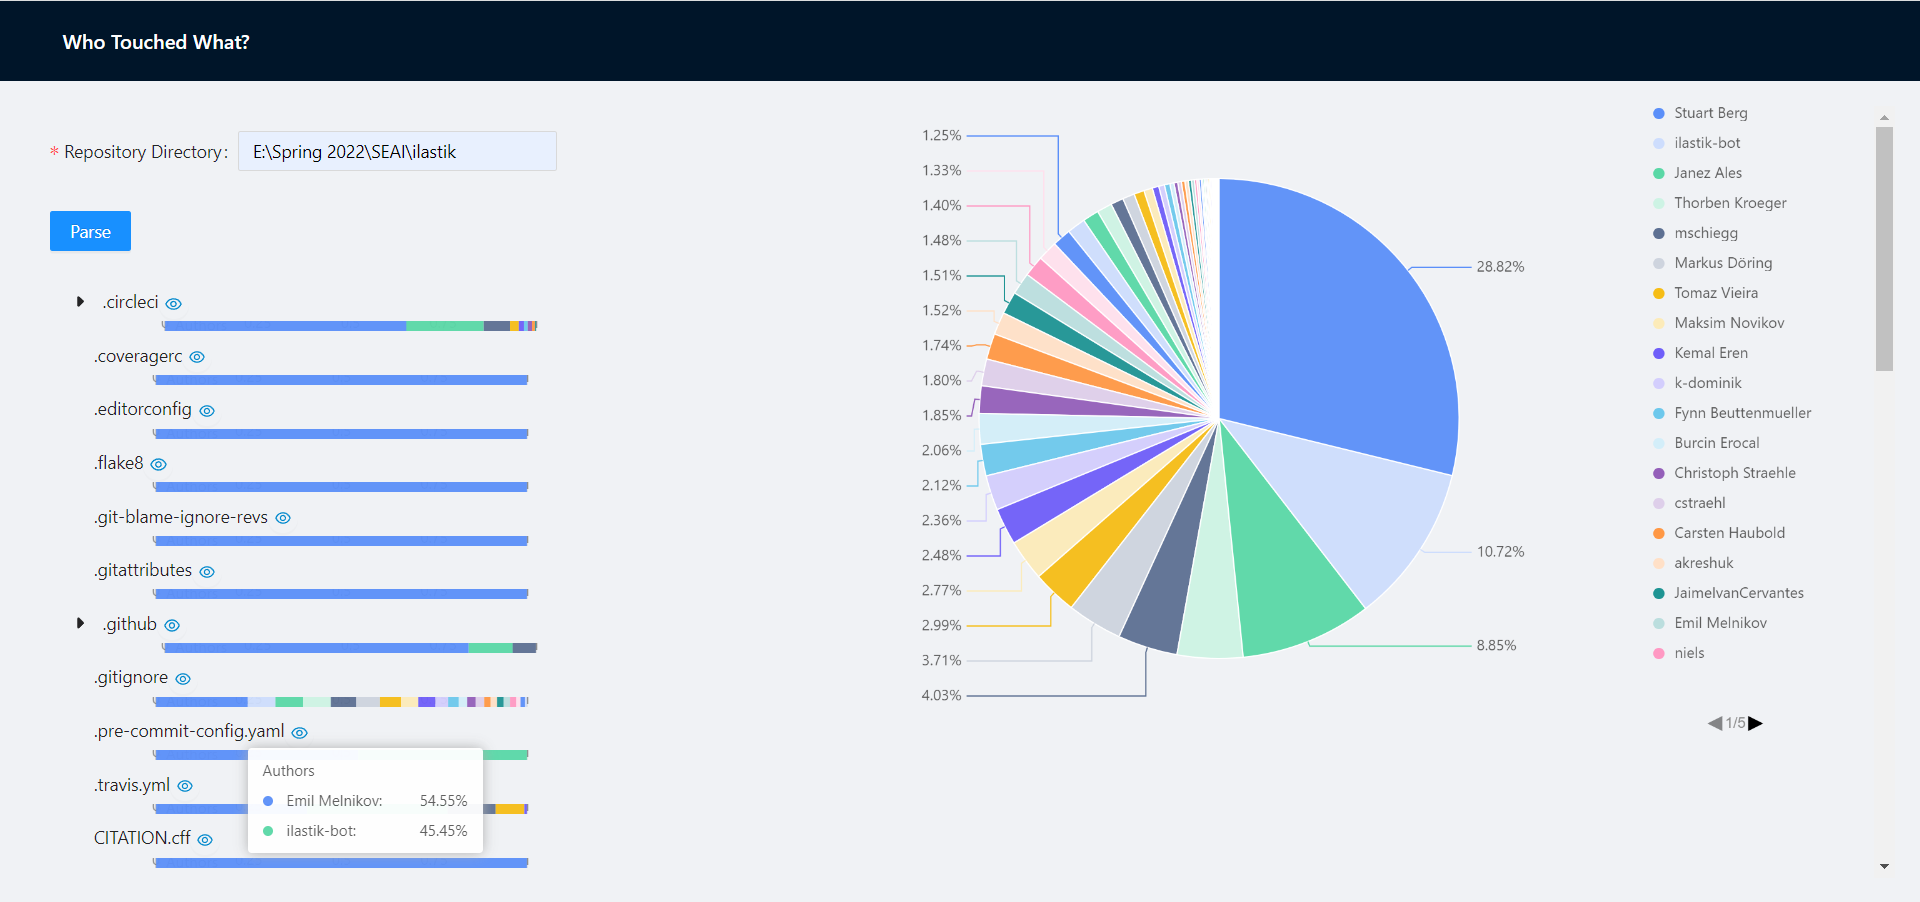 Who Touched What?
* Repository Directory: E:\Spring 2022\SEAI\ilastik
Parse
.circleci
.coveragerc
.editorconfig
.flake8
.git-blame-ignore-revs
.gitattributes
.github
.gitignore
.pre-commit-config.yaml
.travis.yml
CITATION.cff
Authors
Emil Melnikov: 54.55%
ilastik-bot: 45.45%
1.25%
1.33%
1.40%
1.48%
1.51%
1.52%
1.74%
1.80%
1.85%
2.06%
2.12%
2.36%
2.48%
2.77%
2.99%
3.71%
4.03%
28.82%
10.72%
8.85%
Stuart Berg
ilastik-bot
Janez Ales
Thorben Kroeger
mschiegg
Markus Döring
Tomaz Vieira
Maksim Novikov
Kemal Eren
k-dominik
Fynn Beuttenmueller
Burcin Erocal
Christoph Straehle
cstraehl
Carsten Haubold
akreshuk
JaimeIvanCervantes
Emil Melnikov
niels
1/5